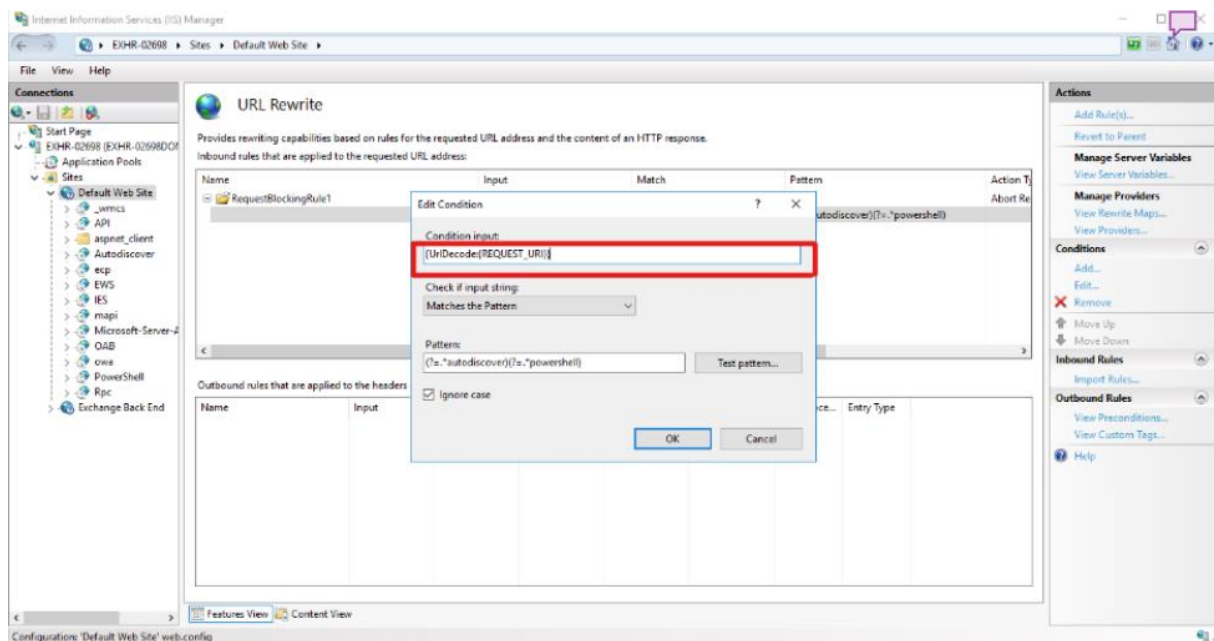 Internet Information Services (IIS) Manager
EXHR-02698 Sites Default Web Site
File View Help
Connections
Start Page
EXHR-02698 (EXHR-02698DOM
Application Pools
Sites
Default Web Site
_wmcs
API
aspnet_client
Autodiscover
ecp
EWS
IES
mapi
Microsoft-Server-A
OAB
owa
PowerShell
Rpc
Exchange Back End
URL Rewrite
Provides rewriting capabilities based on rules for the requested URL address and the content of an HTTP response.
Inbound rules that are applied to the requested URL address:
Name Input Match Pattern Action Ty
RequestBlockingRule1 Abort Re
utodiscover)(?=.*powershell)
Edit Condition ? X
Condition input:
{UrlDecode:{REQUEST_URI}}
Check if input string:
Matches the Pattern
Pattern:
(?=.*autodiscover)(?=.*powershell)
Test pattern...
Ignore case
OK Cancel
Outbound rules that are applied to the headers
Name Input ice... Entry Type
Features View Content View
Actions
Add Rule(s)...
Revert to Parent
Manage Server Variables
View Server Variables...
Manage Providers
View Rewrite Maps...
View Providers...
Conditions
Add...
Edit...
Remove
Move Up
Move Down
Inbound Rules
Import Rules...
Outbound Rules
View Preconditions...
View Custom Tags...
Help
Configuration: 'Default Web Site' web.config